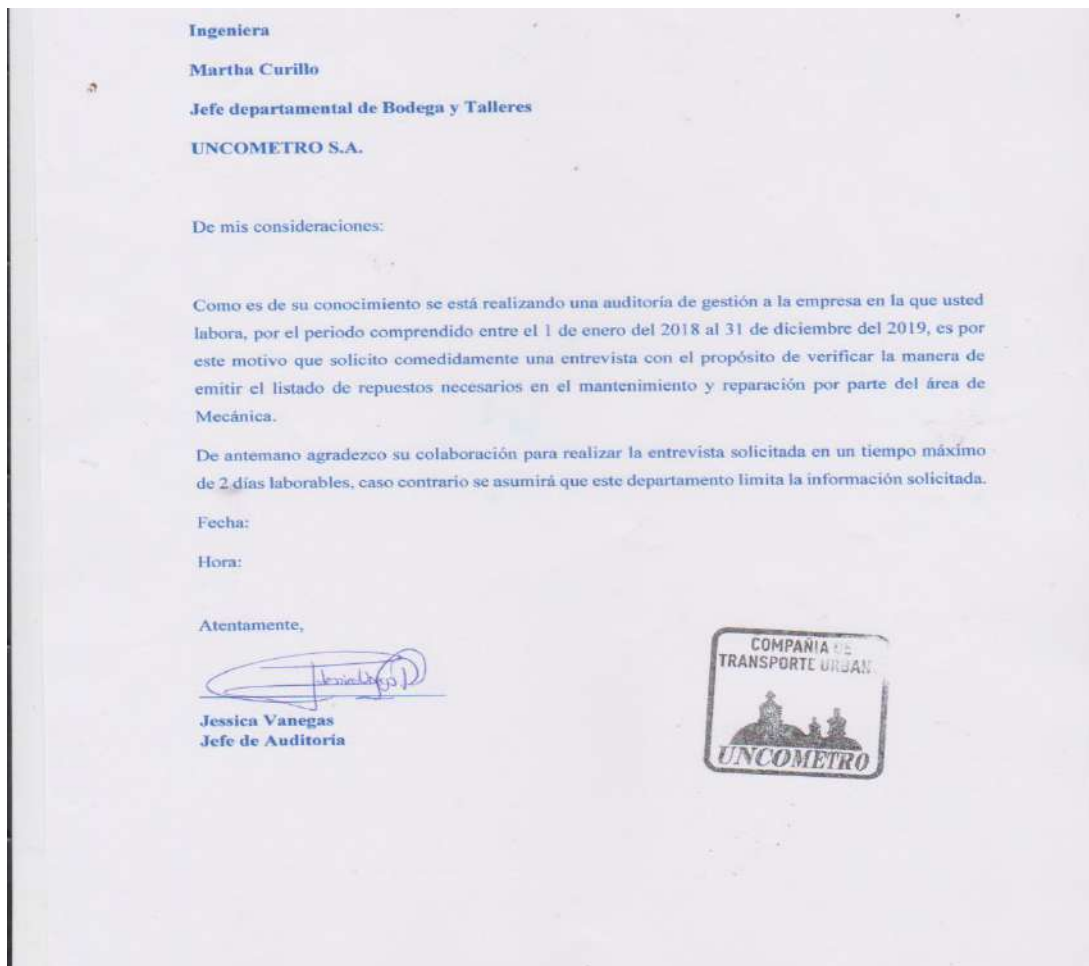 Ingeniera
Martha Curillo
Jefe departamental de Bodega y Talleres
UNCOMETRO S.A.
De mis consideraciones:
Como es de su conocimiento se está realizando una auditoría de gestión a la empresa en la que usted
labora, por el periodo comprendido entre el 1 de enero del 2018 al 31 de diciembre del 2019, es por
este motivo que solicito comedidamente una entrevista con el propósito de verificar la manera de
emitir el listado de repuestos necesarios en el mantenimiento y reparación por parte del área de
Mecánica.
De antemano agradezco su colaboración para realizar la entrevista solicitada en un tiempo máximo
de 2 días laborables, caso contrario se asumirá que este departamento limita la información solicitada.
Fecha:
Hora:
Atentamente,
Jessica Vanegas
Jefe de Auditoría
COMPAÑIA DE
TRANSPORTE URBAN
UNCOMETRO